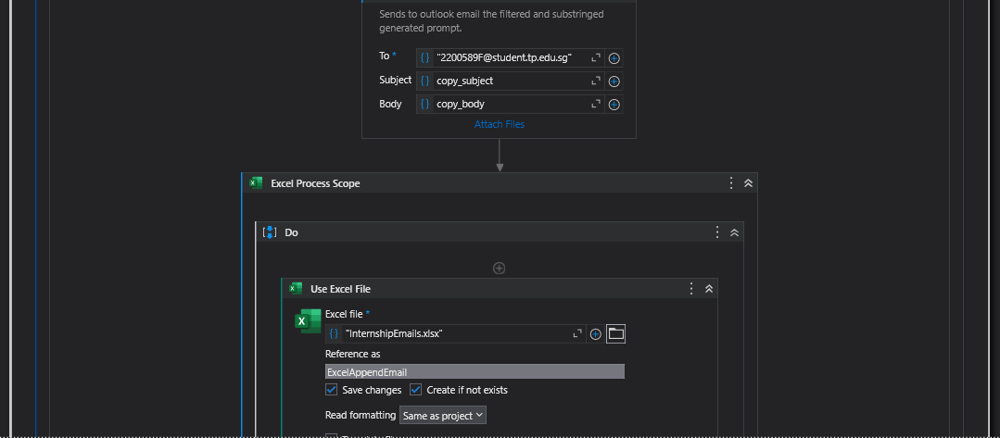 Sends to outlook email the filtered and substringed
generated prompt.
To *
"2200589F@student.tp.edu.sg"
Subject
copy_subject
Body
copy_body
Attach Files
Excel Process Scope
Do
Use Excel File
Excel file *
"InternshipEmails.xlsx"
Reference as
ExcelAppendEmail
Save changes
Create if not exists
Read formatting
Same as project